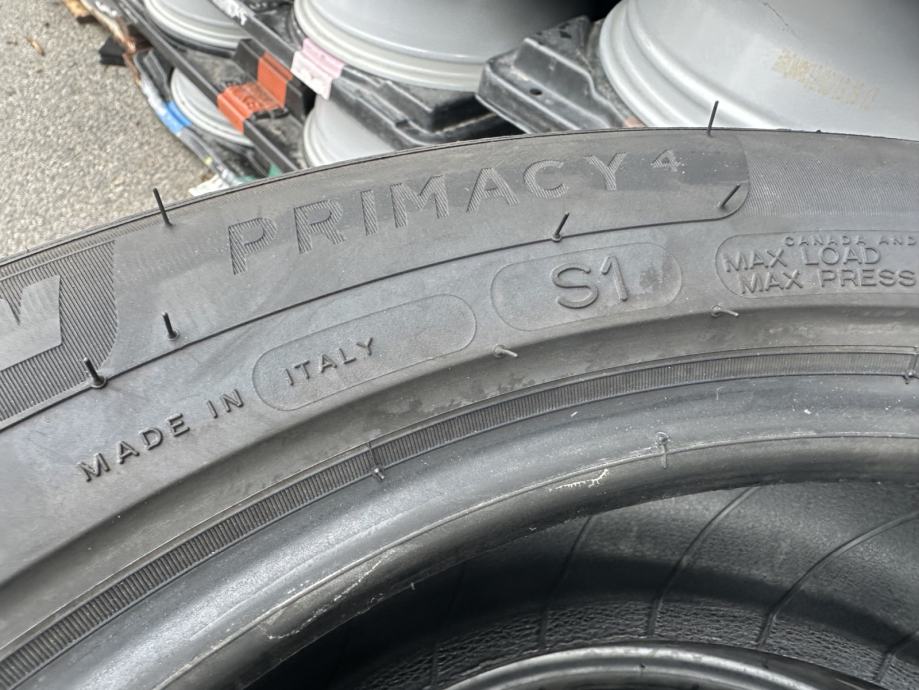 PRIMACY 4
S1
CANADA AND
MAX LOAD
MAX PRESS
MADE IN ITALY